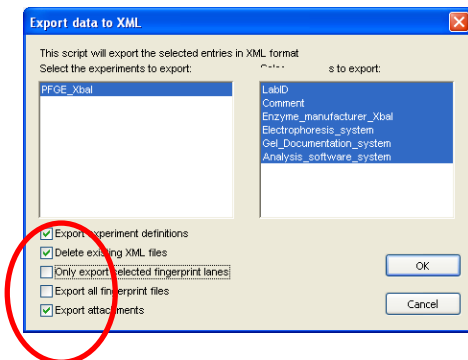 Export data to XML
This script will export the selected entries in XML format
Select the experiments to export:
s to export:
PFGE_XbaI
LabID
Comment
Enzyme_manufacturer_XbaI
Electrophoresis_system
Gel_Documentation_system
Analysis_software_system
Export experiment definitions
Delete existing XML files
Only export selected fingerprint lanes
Export all fingerprint files
Export attachments
OK
Cancel